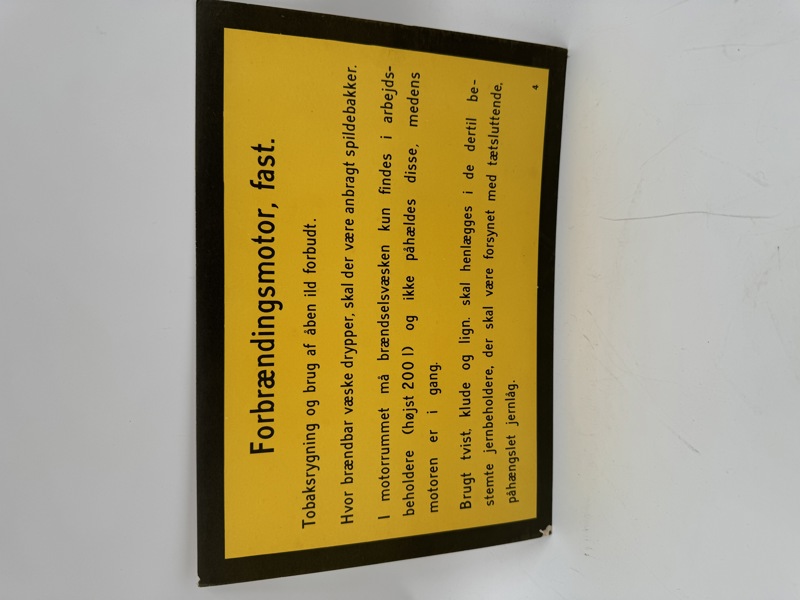 Forbrændingsmotor, fast.
Tobaksrygning og brug af åben ild forbudt.
Hvor brændbar væske drypper, skal der være anbragt spildebakker.
I motorrummet må brændselsvæsken kun findes i arbejds-
beholdere (højst 200 l) og ikke påhældes disse, medens
motoren er i gang.
Brugt tvist, klude og lign. skal henlægges i de dertil be-
stemte jernbeholdere, der skal være forsynet med tætsluttende,
påhængslet jernlåg.
4